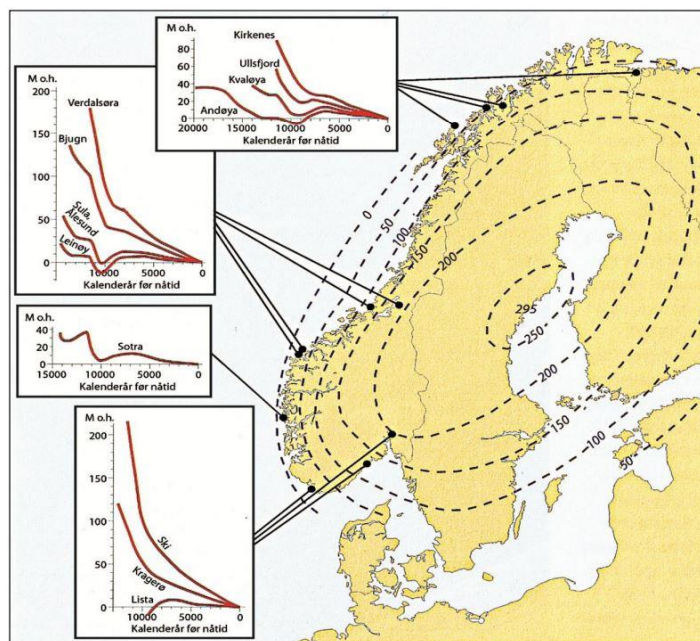 M o.h.
80
60
40
20
0
Kirkenes
Ullsfjord
Kvaløya
Andøya
20000
15000
10000
5000
0
Kalenderår før nåtid
M o.h.
200
150
100
50
0
Verdalsøra
Bjugn
Sula,
Ålesund
Leinøy
10000
5000
0
Kalenderår før nåtid
40
20
0
Sotra
15000
10000
5000
0
Kalenderår før nåtid
M o.h.
200
150
100
50
0
Ski
Kragerø
Lista
10000
5000
0
Kalenderår før nåtid
0
50
100
150
200
295
250
200
150
100
50